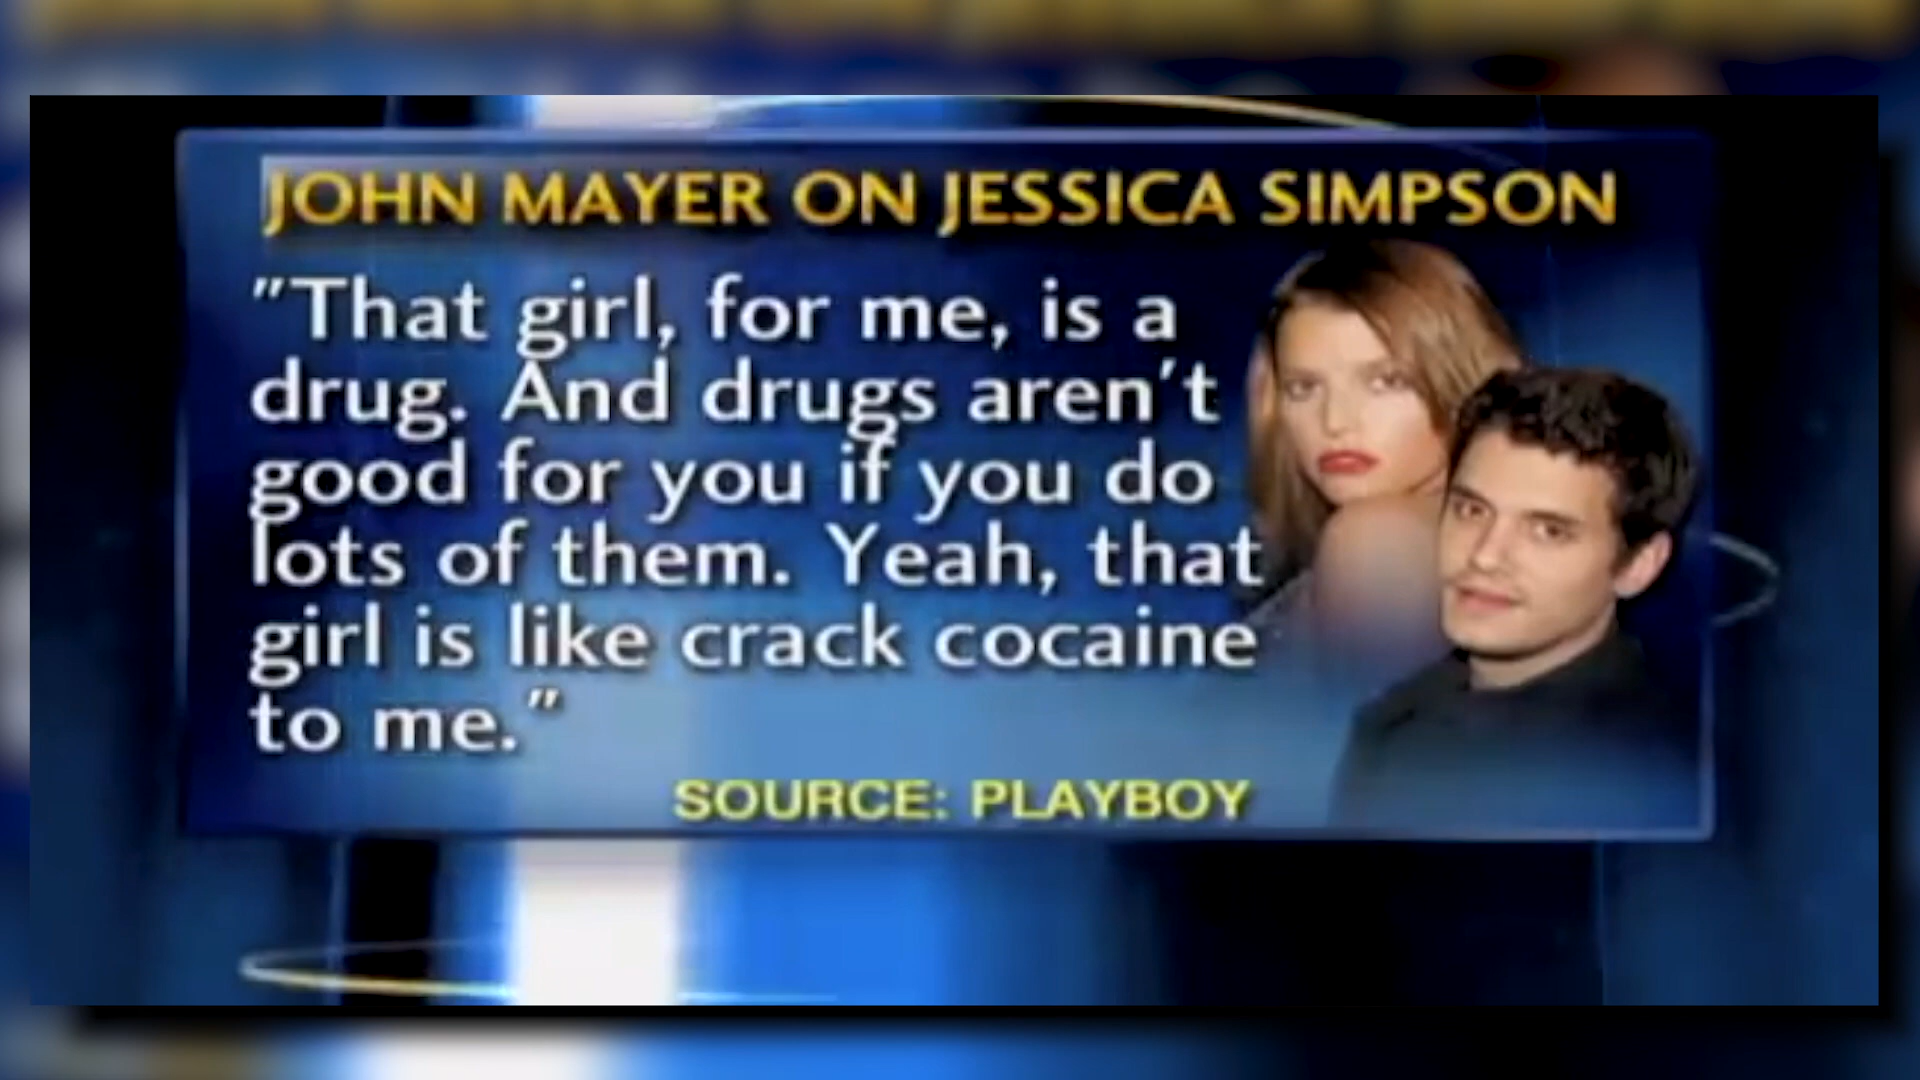 JOHN MAYER ON JESSICA SIMPSON
"That girl, for me, is a
drug. And drugs aren't
good for you if you do
lots of them. Yeah, that
girl is like crack cocaine
to me."
SOURCE: PLAYBOY